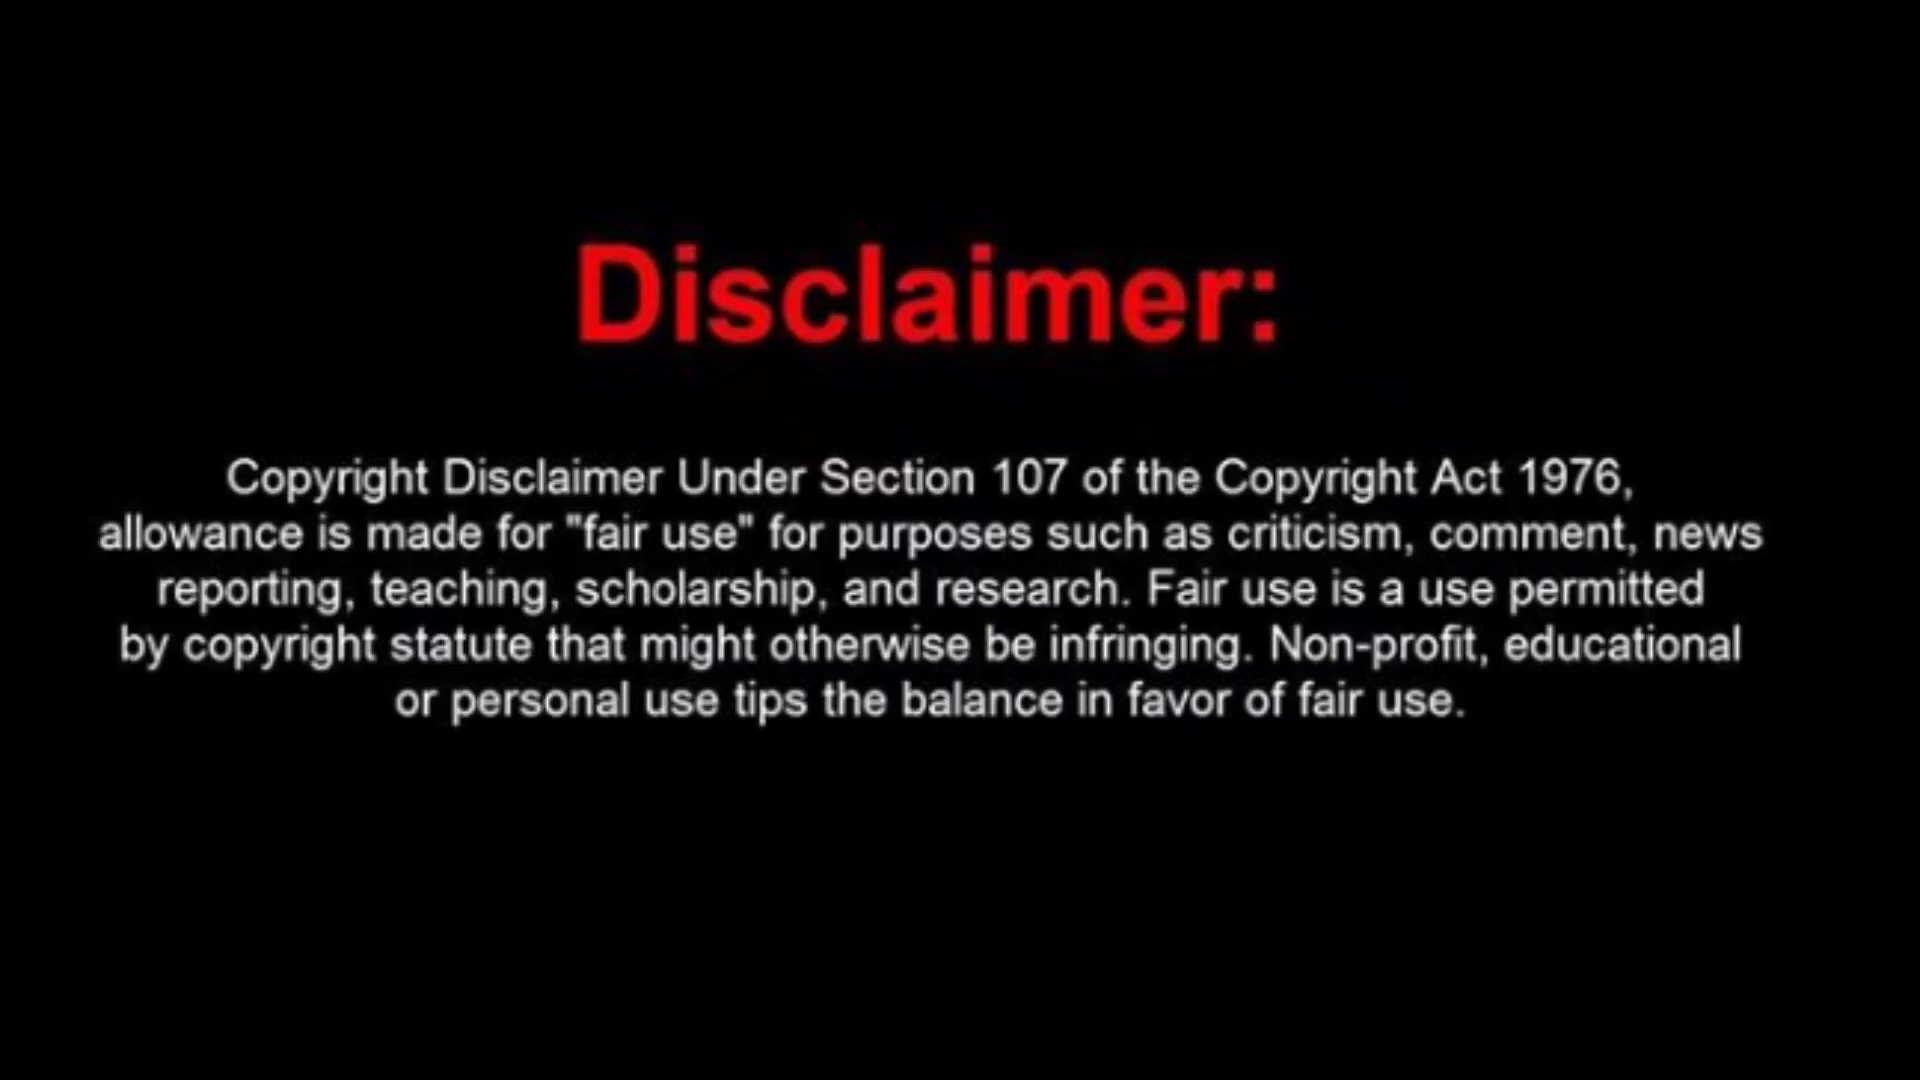 Disclaimer:
Copyright Disclaimer Under Section 107 of the Copyright Act 1976,
allowance is made for "fair use" for purposes such as criticism, comment, news
reporting, teaching, scholarship, and research. Fair use is a use permitted
by copyright statute that might otherwise be infringing. Non-profit, educational
or personal use tips the balance in favor of fair use.